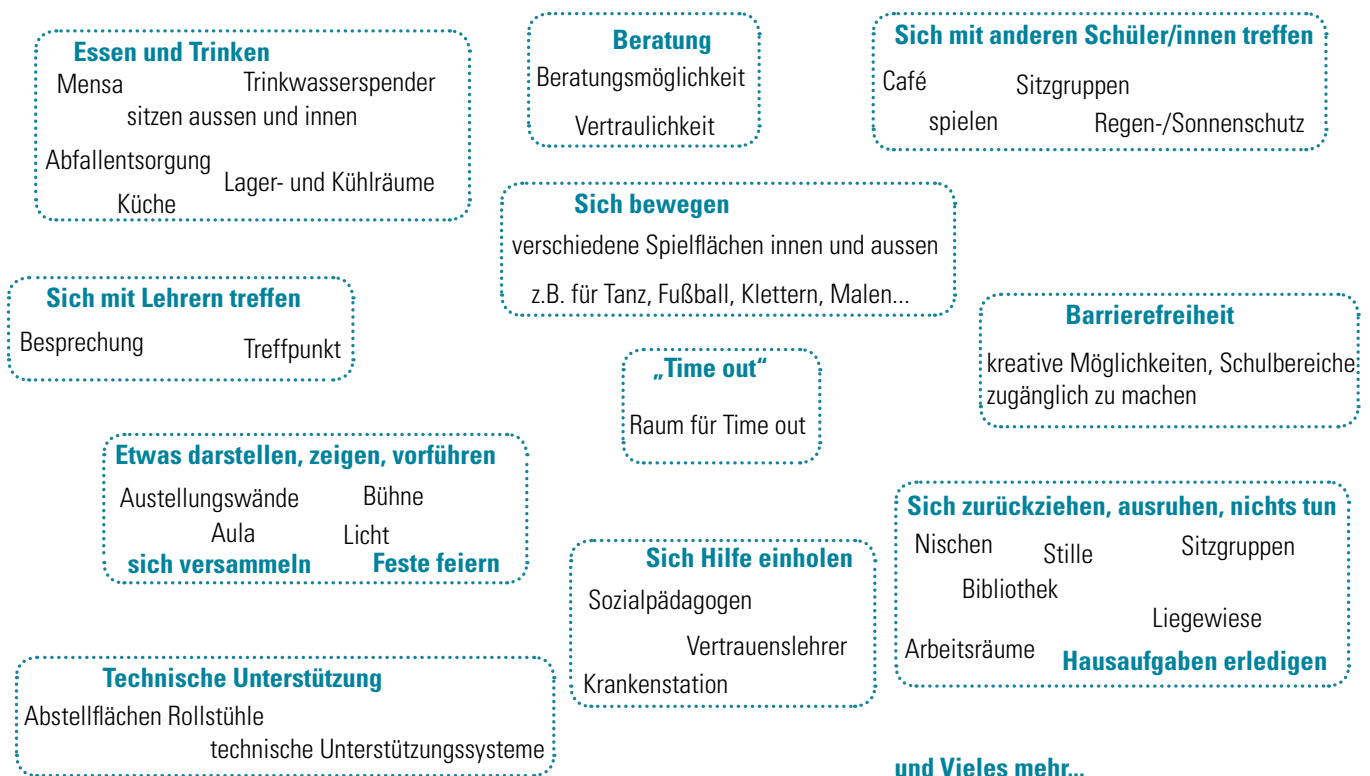 Essen und Trinken
Mensa
Trinkwasserspender
sitzen aussen und innen
Abfallentsorgung
Lager- und Kühlräume
Küche
Beratung
Beratungsmöglichkeit
Vertraulichkeit
Sich mit anderen Schüler/innen treffen
Café
Sitzgruppen
spielen
Regen-/Sonnenschutz
Sich bewegen
verschiedene Spielflächen innen und aussen
z.B. für Tanz, Fußball, Klettern, Malen...
Sich mit Lehrern treffen
Besprechung
Treffpunkt
Barrierefreiheit
kreative Möglichkeiten, Schulbereiche
zugänglich zu machen
„Time out“
Raum für Time out
Etwas darstellen, zeigen, vorführen
Austellungswände
Bühne
Aula
Licht
sich versammeln
Feste feiern
Sich zurückziehen, ausruhen, nichts tun
Nischen
Stille
Sitzgruppen
Bibliothek
Liegewiese
Arbeitsräume
Hausaufgaben erledigen
Sich Hilfe einholen
Sozialpädagogen
Vertrauenslehrer
Krankenstation
Technische Unterstützung
Abstellflächen Rollstühle
technische Unterstützungssysteme
und Vieles mehr...